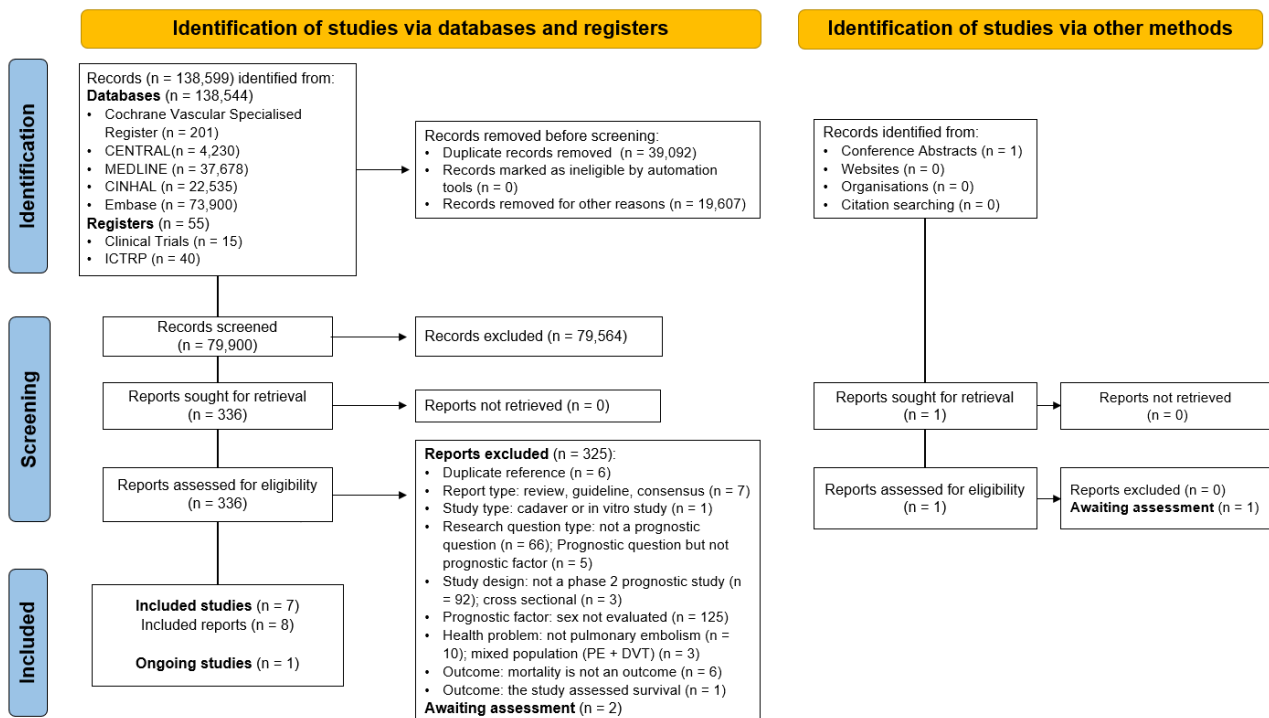 Identification of studies via databases and registers
Identification of studies via other methods
Identification
Records (n = 138,599) identified from:
Databases (n = 138,544)
• Cochrane Vascular Specialised
Register (n = 201)
• CENTRAL(n = 4,230)
• MEDLINE (n = 37,678)
• CINHAL (n = 22,535)
• Embase (n = 73,900)
Registers (n = 55)
• Clinical Trials (n = 15)
• ICTRP (n = 40)
Records removed before screening:
• Duplicate records removed (n = 39,092)
• Records marked as ineligible by automation
tools (n = 0)
• Records removed for other reasons (n = 19,607)
Records identified from:
• Conference Abstracts (n = 1)
• Websites (n = 0)
• Organisations (n = 0)
• Citation searching (n = 0)
Screening
Records screened
(n = 79,900)
Records excluded (n = 79,564)
Reports sought for retrieval
(n = 336)
Reports not retrieved (n = 0)
Reports sought for retrieval
(n = 1)
Reports not retrieved
(n = 0)
Reports assessed for eligibility
(n = 336)
Reports excluded (n = 325):
• Duplicate reference (n = 6)
• Report type: review, guideline, consensus (n = 7)
• Study type: cadaver or in vitro study (n = 1)
• Research question type: not a prognostic
question (n = 66); Prognostic question but not
prognostic factor (n = 5)
• Study design: not a phase 2 prognostic study (n
= 92); cross sectional (n = 3)
• Prognostic factor: sex not evaluated (n = 125)
• Health problem: not pulmonary embolism (n =
10); mixed population (PE + DVT) (n = 3)
• Outcome: mortality is not an outcome (n = 6)
• Outcome: the study assessed survival (n = 1)
Awaiting assessment (n = 2)
Reports assessed for eligibility
(n = 1)
Reports excluded (n = 0)
Awaiting assessment (n = 1)
Included
Included studies (n = 7)
Included reports (n = 8)
Ongoing studies (n = 1)